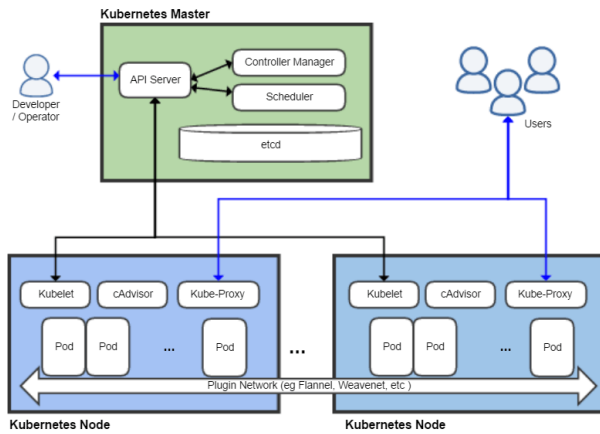 Kubernetes Master
API Server
Controller Manager
Scheduler
etcd
Developer
/ Operator
Users
Kubelet
cAdvisor
Kube-Proxy
Kubelet
cAdvisor
Kube-Proxy
Pod
Pod
...
Pod
...
Pod
Pod
...
Pod
Plugin Network (eg Flannel, Weavenet, etc )
Kubernetes Node
Kubernetes Node